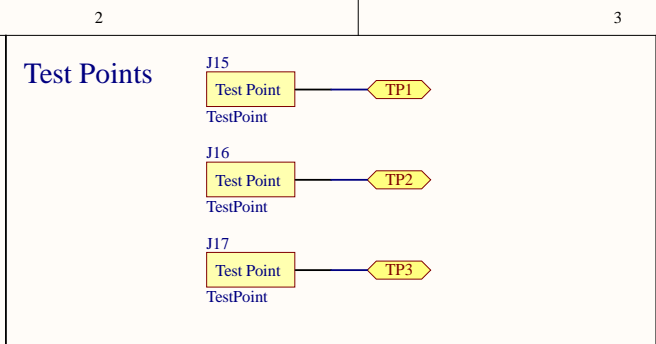 2 3
Test Points
J15
Test Point TP1
TestPoint
J16
Test Point TP2
TestPoint
J17
Test Point TP3
TestPoint